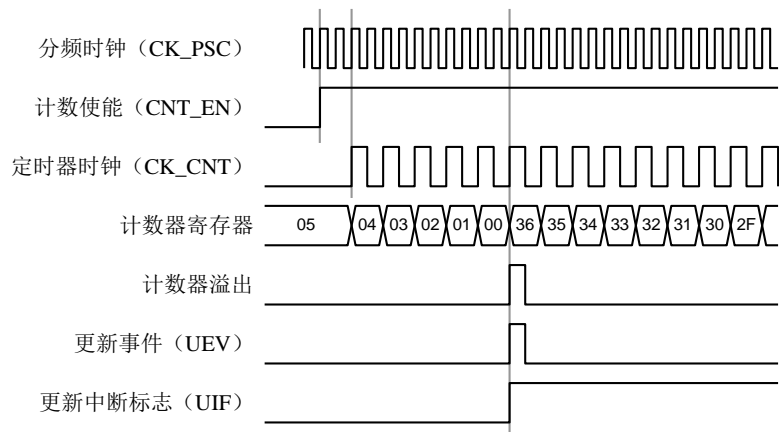 分频时钟（CK_PSC）
计数使能（CNT_EN）
定时器时钟（CK_CNT）
计数器寄存器 05 04 03 02 01 00 36 35 34 33 32 31 30 2F
计数器溢出
更新事件（UEV）
更新中断标志（UIF）